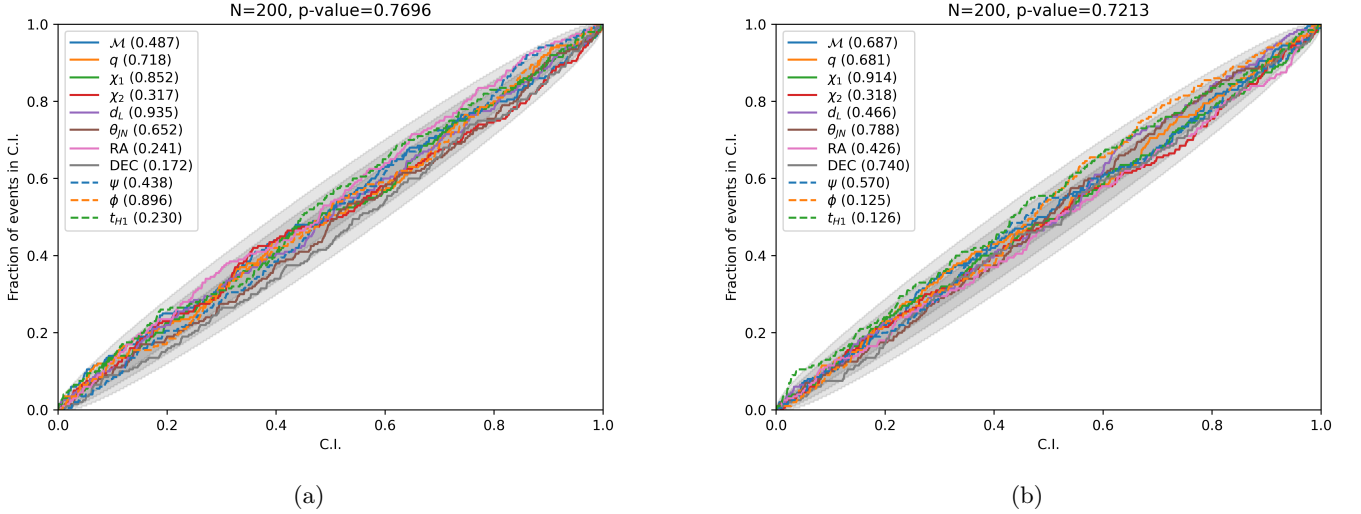 N=200, p-value=0.7696
1.0
0.8
0.6
0.4
0.2
0.0
0.0 0.2 0.4 0.6 0.8 1.0
Fraction of events in C.I.
C.I.
ℳ (0.487)
q (0.718)
χ₁ (0.852)
χ₂ (0.317)
d_L (0.935)
θ_JN (0.652)
RA (0.241)
DEC (0.172)
ψ (0.438)
ϕ (0.896)
t_H1 (0.230)
(a)
N=200, p-value=0.7213
1.0
0.8
0.6
0.4
0.2
0.0
0.0 0.2 0.4 0.6 0.8 1.0
Fraction of events in C.I.
C.I.
ℳ (0.687)
q (0.681)
χ₁ (0.914)
χ₂ (0.318)
d_L (0.466)
θ_JN (0.788)
RA (0.426)
DEC (0.740)
ψ (0.570)
ϕ (0.125)
t_H1 (0.126)
(b)